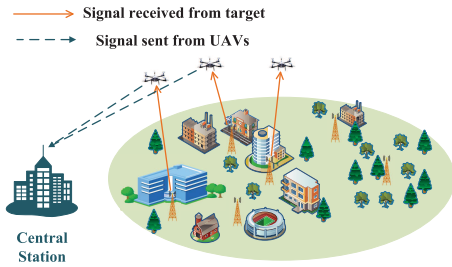 Signal received from target
Signal sent from UAVs
Central
Station